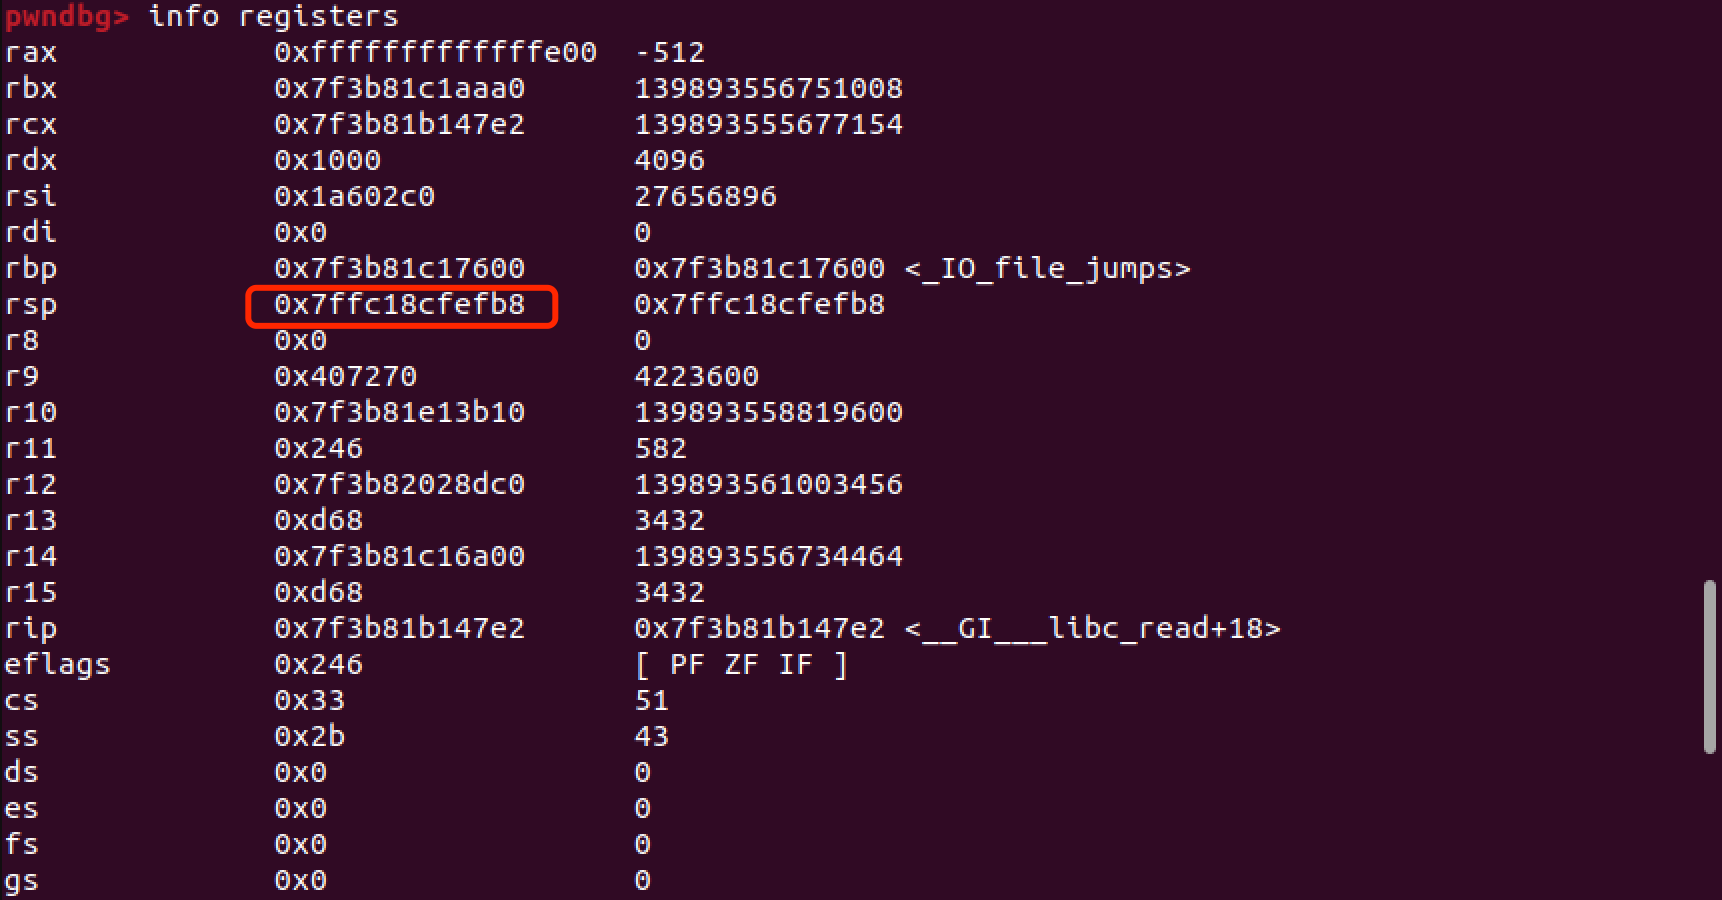 pwndbg> info registers
rax 0xfffffffffffffe00 -512
rbx 0x7f3b81c1aaa0 139893556751008
rcx 0x7f3b81b147e2 139893555677154
rdx 0x1000 4096
rsi 0x1a602c0 27656896
rdi 0x0 0
rbp 0x7f3b81c17600 0x7f3b81c17600 <_IO_file_jumps>
rsp 0x7ffc18cfefb8 0x7ffc18cfefb8
r8 0x0 0
r9 0x407270 4223600
r10 0x7f3b81e13b10 139893558819600
r11 0x246 582
r12 0x7f3b82028dc0 139893561003456
r13 0xd68 3432
r14 0x7f3b81c16a00 139893556734464
r15 0xd68 3432
rip 0x7f3b81b147e2 0x7f3b81b147e2 <__GI___libc_read+18>
eflags 0x246 [ PF ZF IF ]
cs 0x33 51
ss 0x2b 43
ds 0x0 0
es 0x0 0
fs 0x0 0
gs 0x0 0